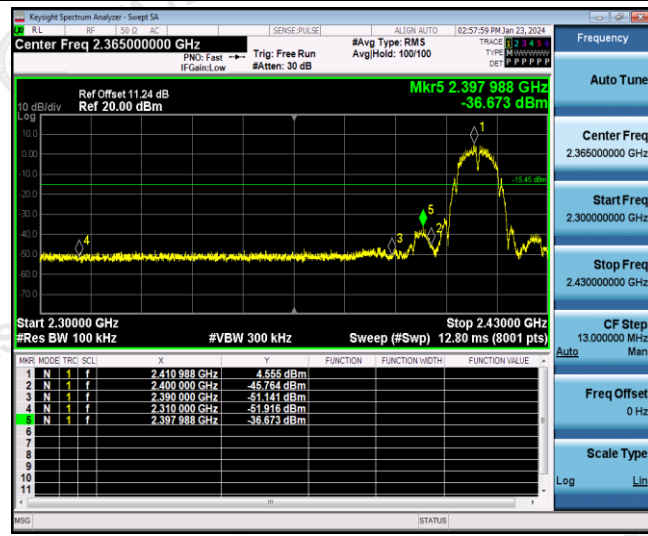 Keysight Spectrum Analyzer - Swept SA
RL RF 50 Ω AC SENSE:PULSE ALIGN AUTO 02:57:59 PM Jan 23, 2024
Center Freq 2.365000000 GHz
PNO: Fast
IFGain:Low
Trig: Free Run
#Atten: 30 dB
#Avg Type: RMS
Avg|Hold: 100/100
TRACE 1 2 3 4 5 6
TYPE M W W W W W
DET P P P P P P
Ref Offset 11.24 dB
10 dB/div Ref 20.00 dBm
Mkr5 2.397 988 GHz
-36.673 dBm
Log
10.0
0.00
-10.0
-20.0
-30.0
-40.0
-50.0
-60.0
-70.0
-15.45 dBm
1
5
2
3
4
Start 2.30000 GHz Stop 2.43000 GHz
#Res BW 100 kHz #VBW 300 kHz Sweep (#Swp) 12.80 ms (8001 pts)
MKR MODE TRC SCL X Y FUNCTION FUNCTION WIDTH FUNCTION VALUE
1 N 1 f 2.410 988 GHz 4.555 dBm
2 N 1 f 2.400 000 GHz -45.764 dBm
3 N 1 f 2.390 000 GHz -51.141 dBm
4 N 1 f 2.310 000 GHz -51.916 dBm
5 N 1 f 2.397 988 GHz -36.673 dBm
6
7
8
9
10
11
MSG STATUS
Frequency
Auto Tune
Center Freq
2.365000000 GHz
Start Freq
2.300000000 GHz
Stop Freq
2.430000000 GHz
CF Step
13.000000 MHz
Auto Man
Freq Offset
0 Hz
Scale Type
Log Lin